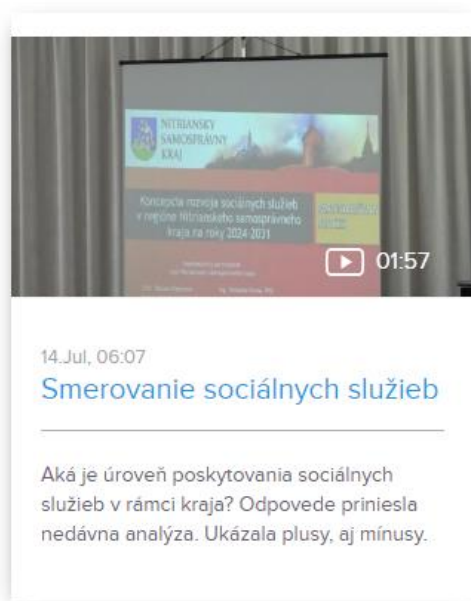 NITRIANSKY
SAMOSPRÁVNY
KRAJ
Koncepcia rozvoja sociálnych služieb
v regióne Nitrianskeho samosprávneho
kraja na roky 2024-2031
01:57
14.Jul, 06:07
Smerovanie sociálnych služieb
Aká je úroveň poskytovania sociálnych
služieb v rámci kraja? Odpovede priniesla
nedávna analýza. Ukázala plusy, aj mínusy.